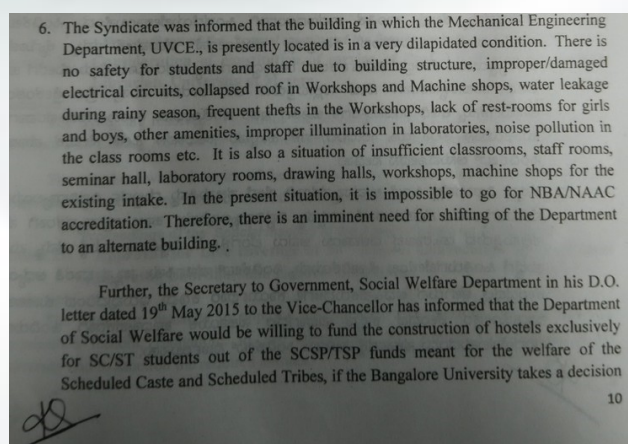 6. The Syndicate was informed that the building in which the Mechanical Engineering
Department, UVCE., is presently located is in a very dilapidated condition. There is
no safety for students and staff due to building structure, improper/damaged
electrical circuits, collapsed roof in Workshops and Machine shops, water leakage
during rainy season, frequent thefts in the Workshops, lack of rest-rooms for girls
and boys, other amenities, improper illumination in laboratories, noise pollution in
the class rooms etc. It is also a situation of insufficient classrooms, staff rooms,
seminar hall, laboratory rooms, drawing halls, workshops, machine shops for the
existing intake. In the present situation, it is impossible to go for NBA/NAAC
accreditation. Therefore, there is an imminent need for shifting of the Department
to an alternate building. .
Further, the Secretary to Government, Social Welfare Department in his D.O.
letter dated 19th May 2015 to the Vice-Chancellor has informed that the Department
of Social Welfare would be willing to fund the construction of hostels exclusively
for SC/ST students out of the SCSP/TSP funds meant for the welfare of the
Scheduled Caste and Scheduled Tribes, if the Bangalore University takes a decision
10